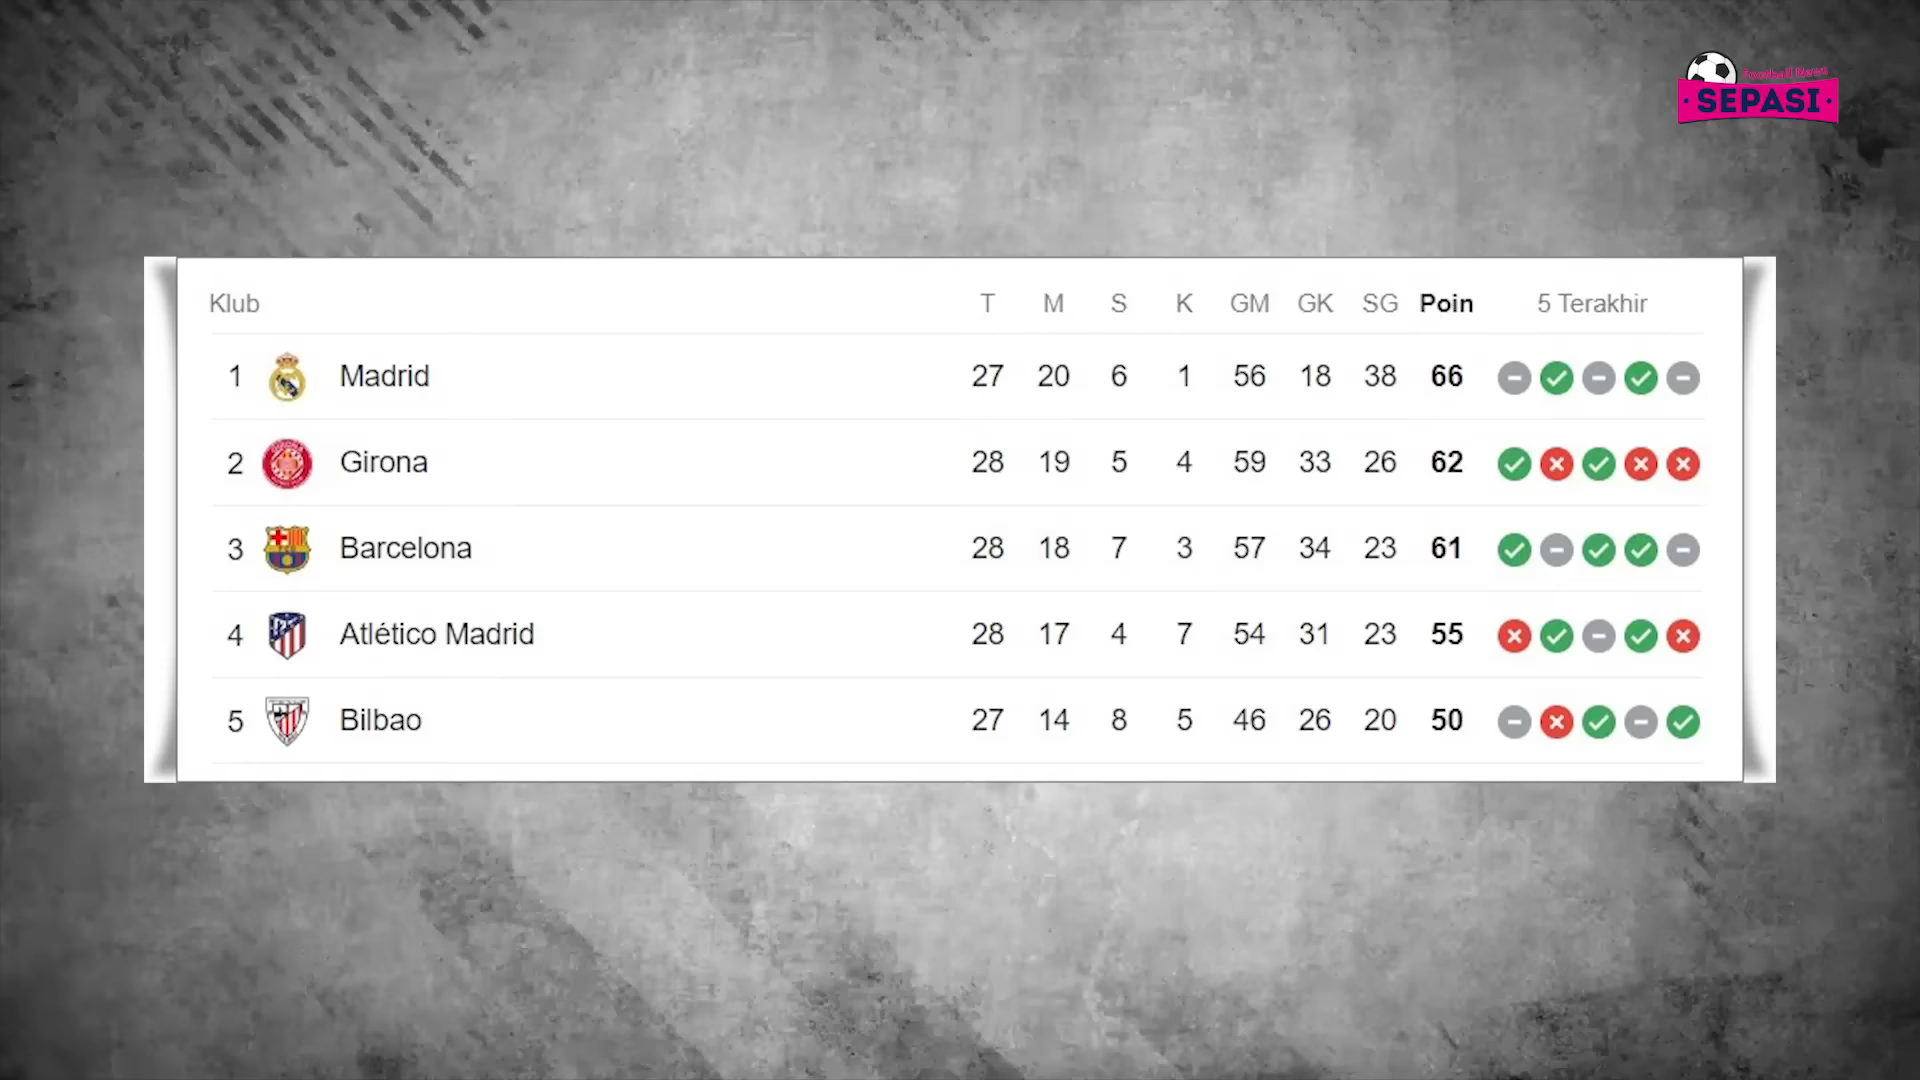 Football News
SEPASI
Klub T M S K GM GK SG Poin 5 Terakhir
1 Madrid 27 20 6 1 56 18 38 66
2 Girona 28 19 5 4 59 33 26 62
3 Barcelona 28 18 7 3 57 34 23 61
4 Atlético Madrid 28 17 4 7 54 31 23 55
5 Bilbao 27 14 8 5 46 26 20 50